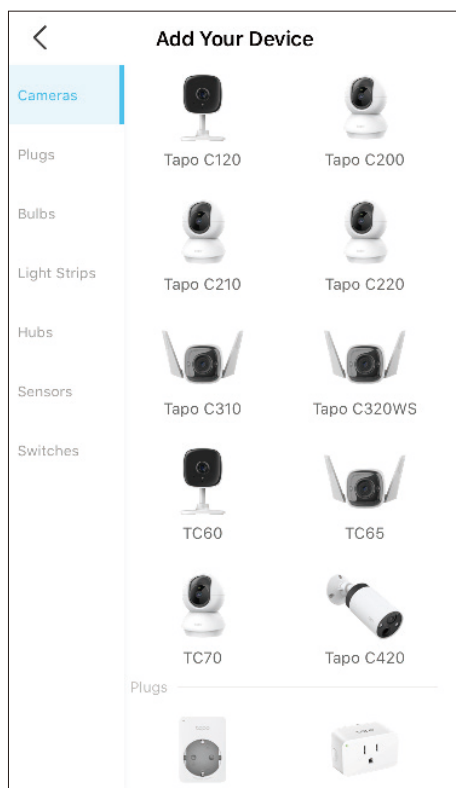 Add Your Device
Cameras
Plugs
Bulbs
Light Strips
Hubs
Sensors
Switches
Tapo C120
Tapo C200
Tapo C210
Tapo C220
Tapo C310
Tapo C320WS
TC60
TC65
TC70
Tapo C420
Plugs